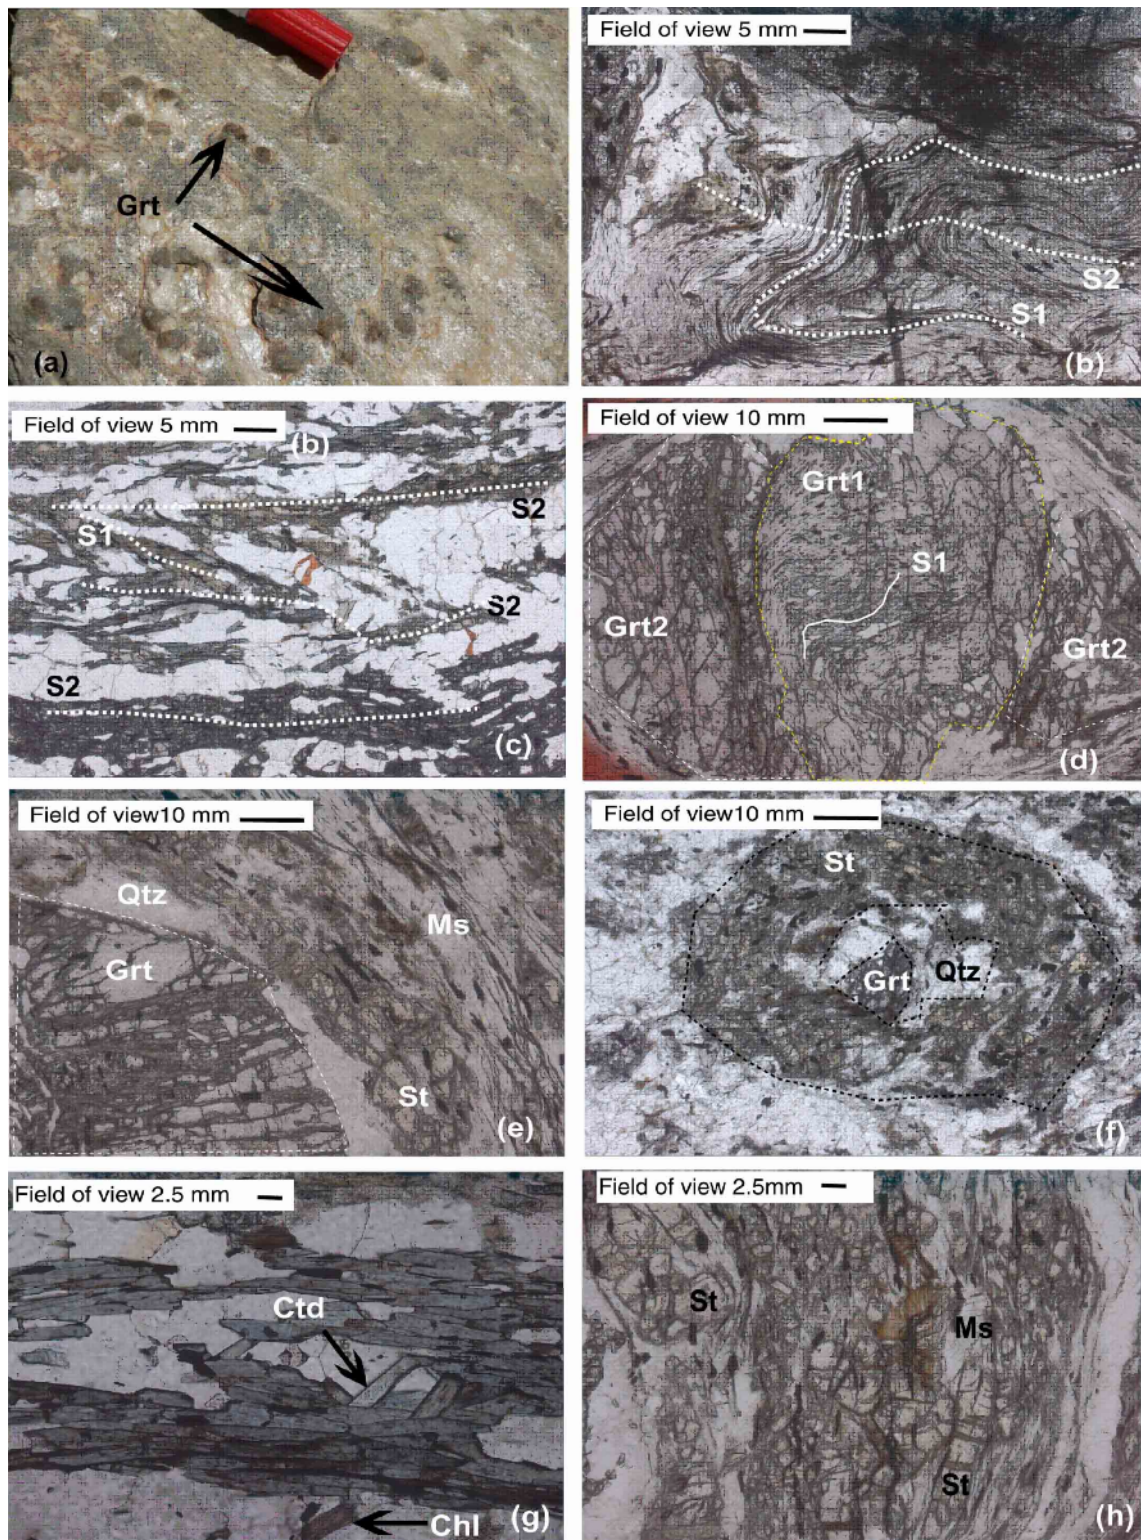 Grt
(a)
Field of view 5 mm
S2
S1
(b)
Field of view 5 mm
(b)
S2
S1
S2
S2
(c)
Field of view 10 mm
Grt1
S1
Grt2
Grt2
(d)
Field of view10 mm
Qtz
Ms
Grt
St
(e)
Field of view10 mm
St
Grt
Qtz
(f)
Field of view 2.5 mm
Ctd
Chl
(g)
Field of view 2.5mm
St
Ms
St
(h)